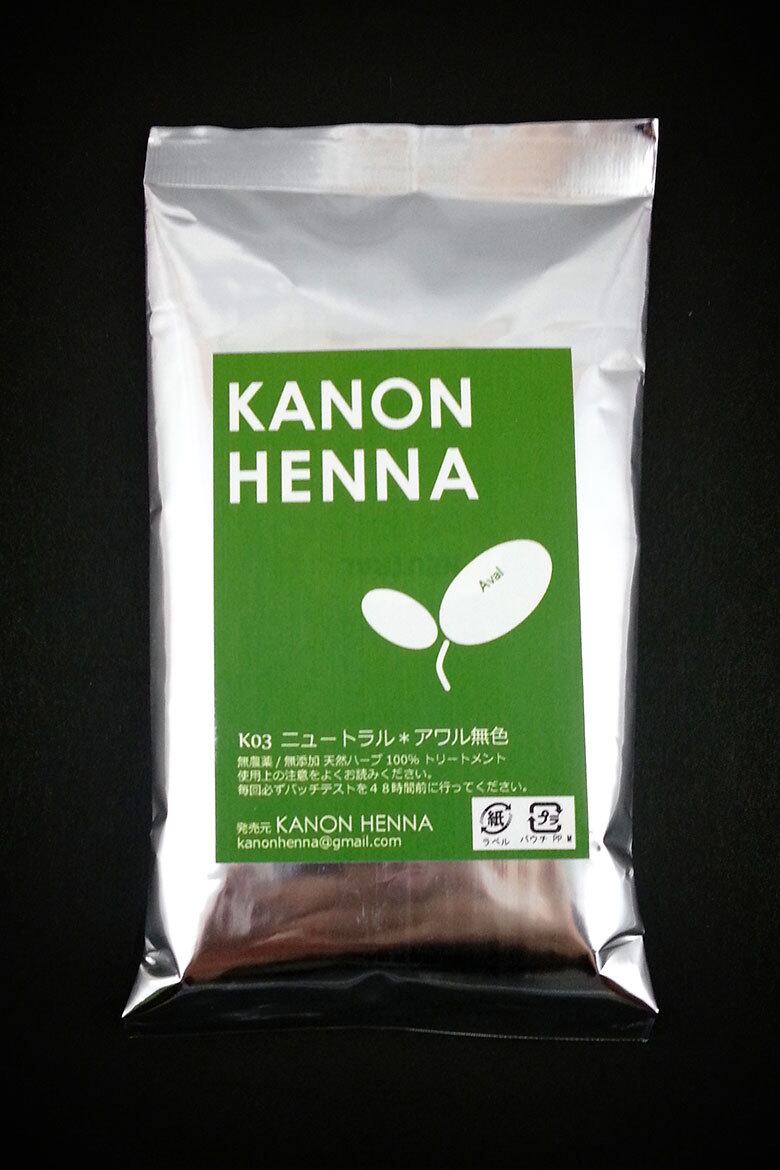 KANON
HENNA
Aval
K03 ニュートラル＊アワル無色
無農薬 / 無添加 天然ハーブ 100% トリートメント
使用上の注意をよくお読みください。
毎回必ずパッチテストを４８時間前に行ってください。
発売元 KANON HENNA
kanonhenna@gmail.com
紙 プラ
ラベル パウチ PP M